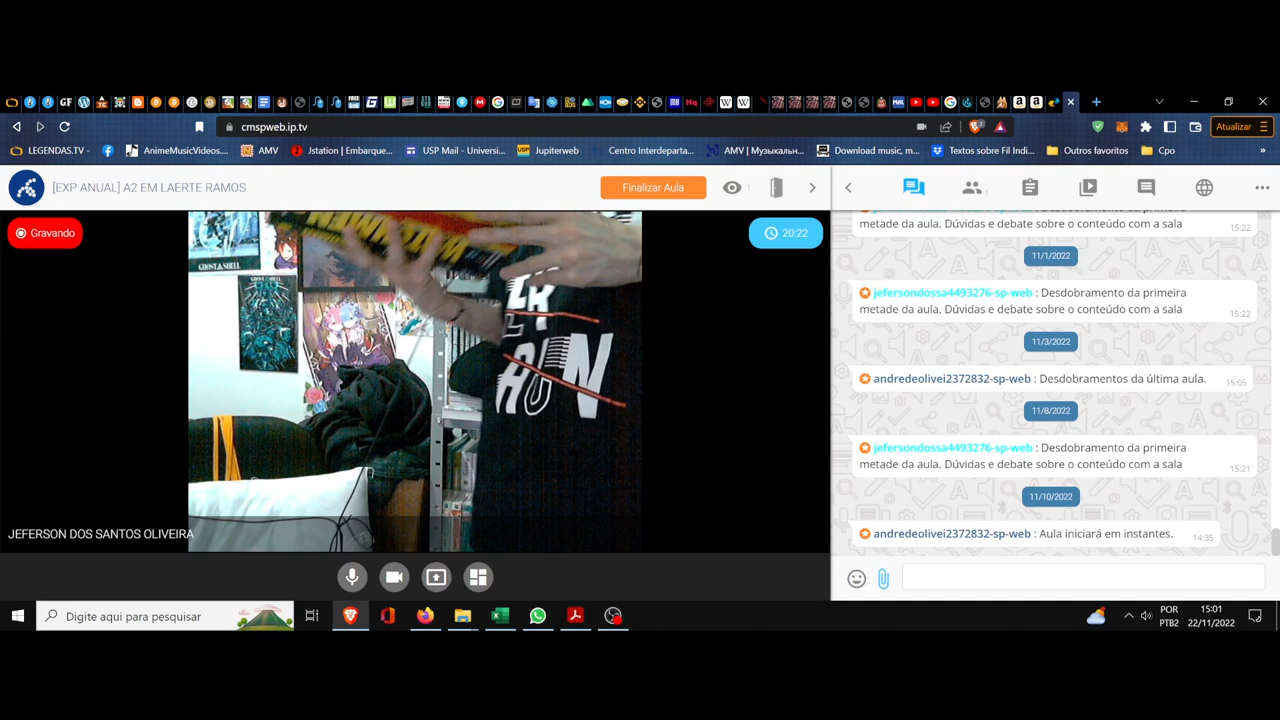 cmspweb.ip.tv
Atualizar
LEGENDAS.TV -
AnimeMusicVideos...
AMV
Jstation | Embarque...
USP Mail - Universi...
USP
Jupiterweb
Centro Interdeparta...
AMV | Музыкальн...
Download music, m...
Textos sobre Fil Indi...
Outros favoritos
Cpo
[EXP ANUAL] A2 EM LAERTE RAMOS
Finalizar Aula
1
1
Gravando
20:22
GHOST SHELL
JEFERSON DOS SANTOS OLIVEIRA
metade da aula. Dúvidas e debate sobre o conteúdo com a sala
15:22
11/1/2022
jefersondossa4493276-sp-web : Desdobramento da primeira
metade da aula. Dúvidas e debate sobre o conteúdo com a sala
15:22
11/3/2022
andredeolivei2372832-sp-web : Desdobramentos da última aula.
15:05
11/8/2022
jefersondossa4493276-sp-web : Desdobramento da primeira
metade da aula. Dúvidas e debate sobre o conteúdo com a sala
15:21
11/10/2022
andredeolivei2372832-sp-web : Aula iniciará em instantes.
14:35
Digite aqui para pesquisar
POR
PTB2
15:01
22/11/2022